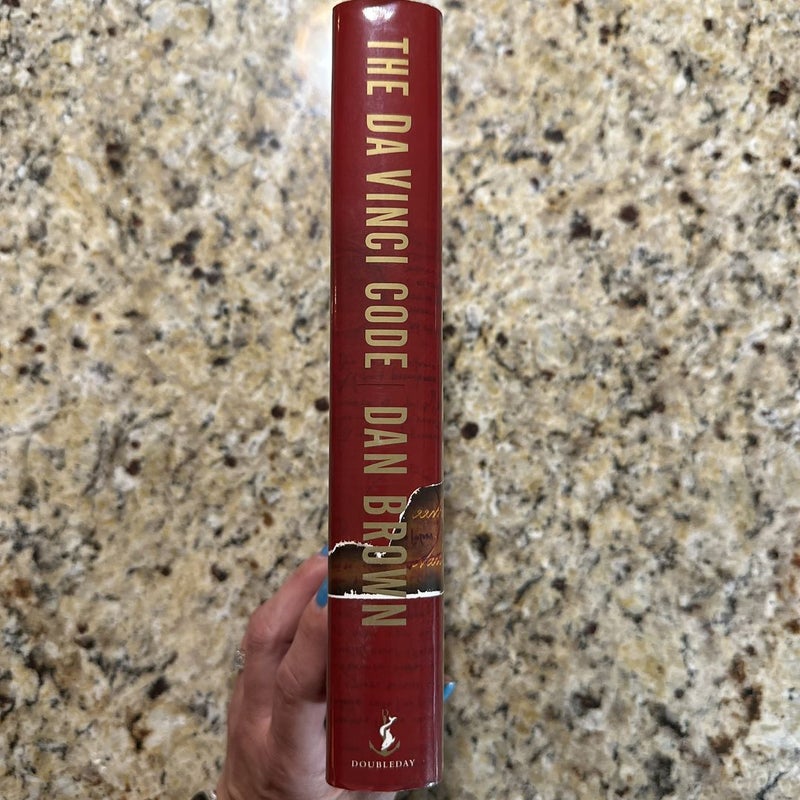 THE DA VINCI CODE
DAN BROWN
DOUBLEDAY